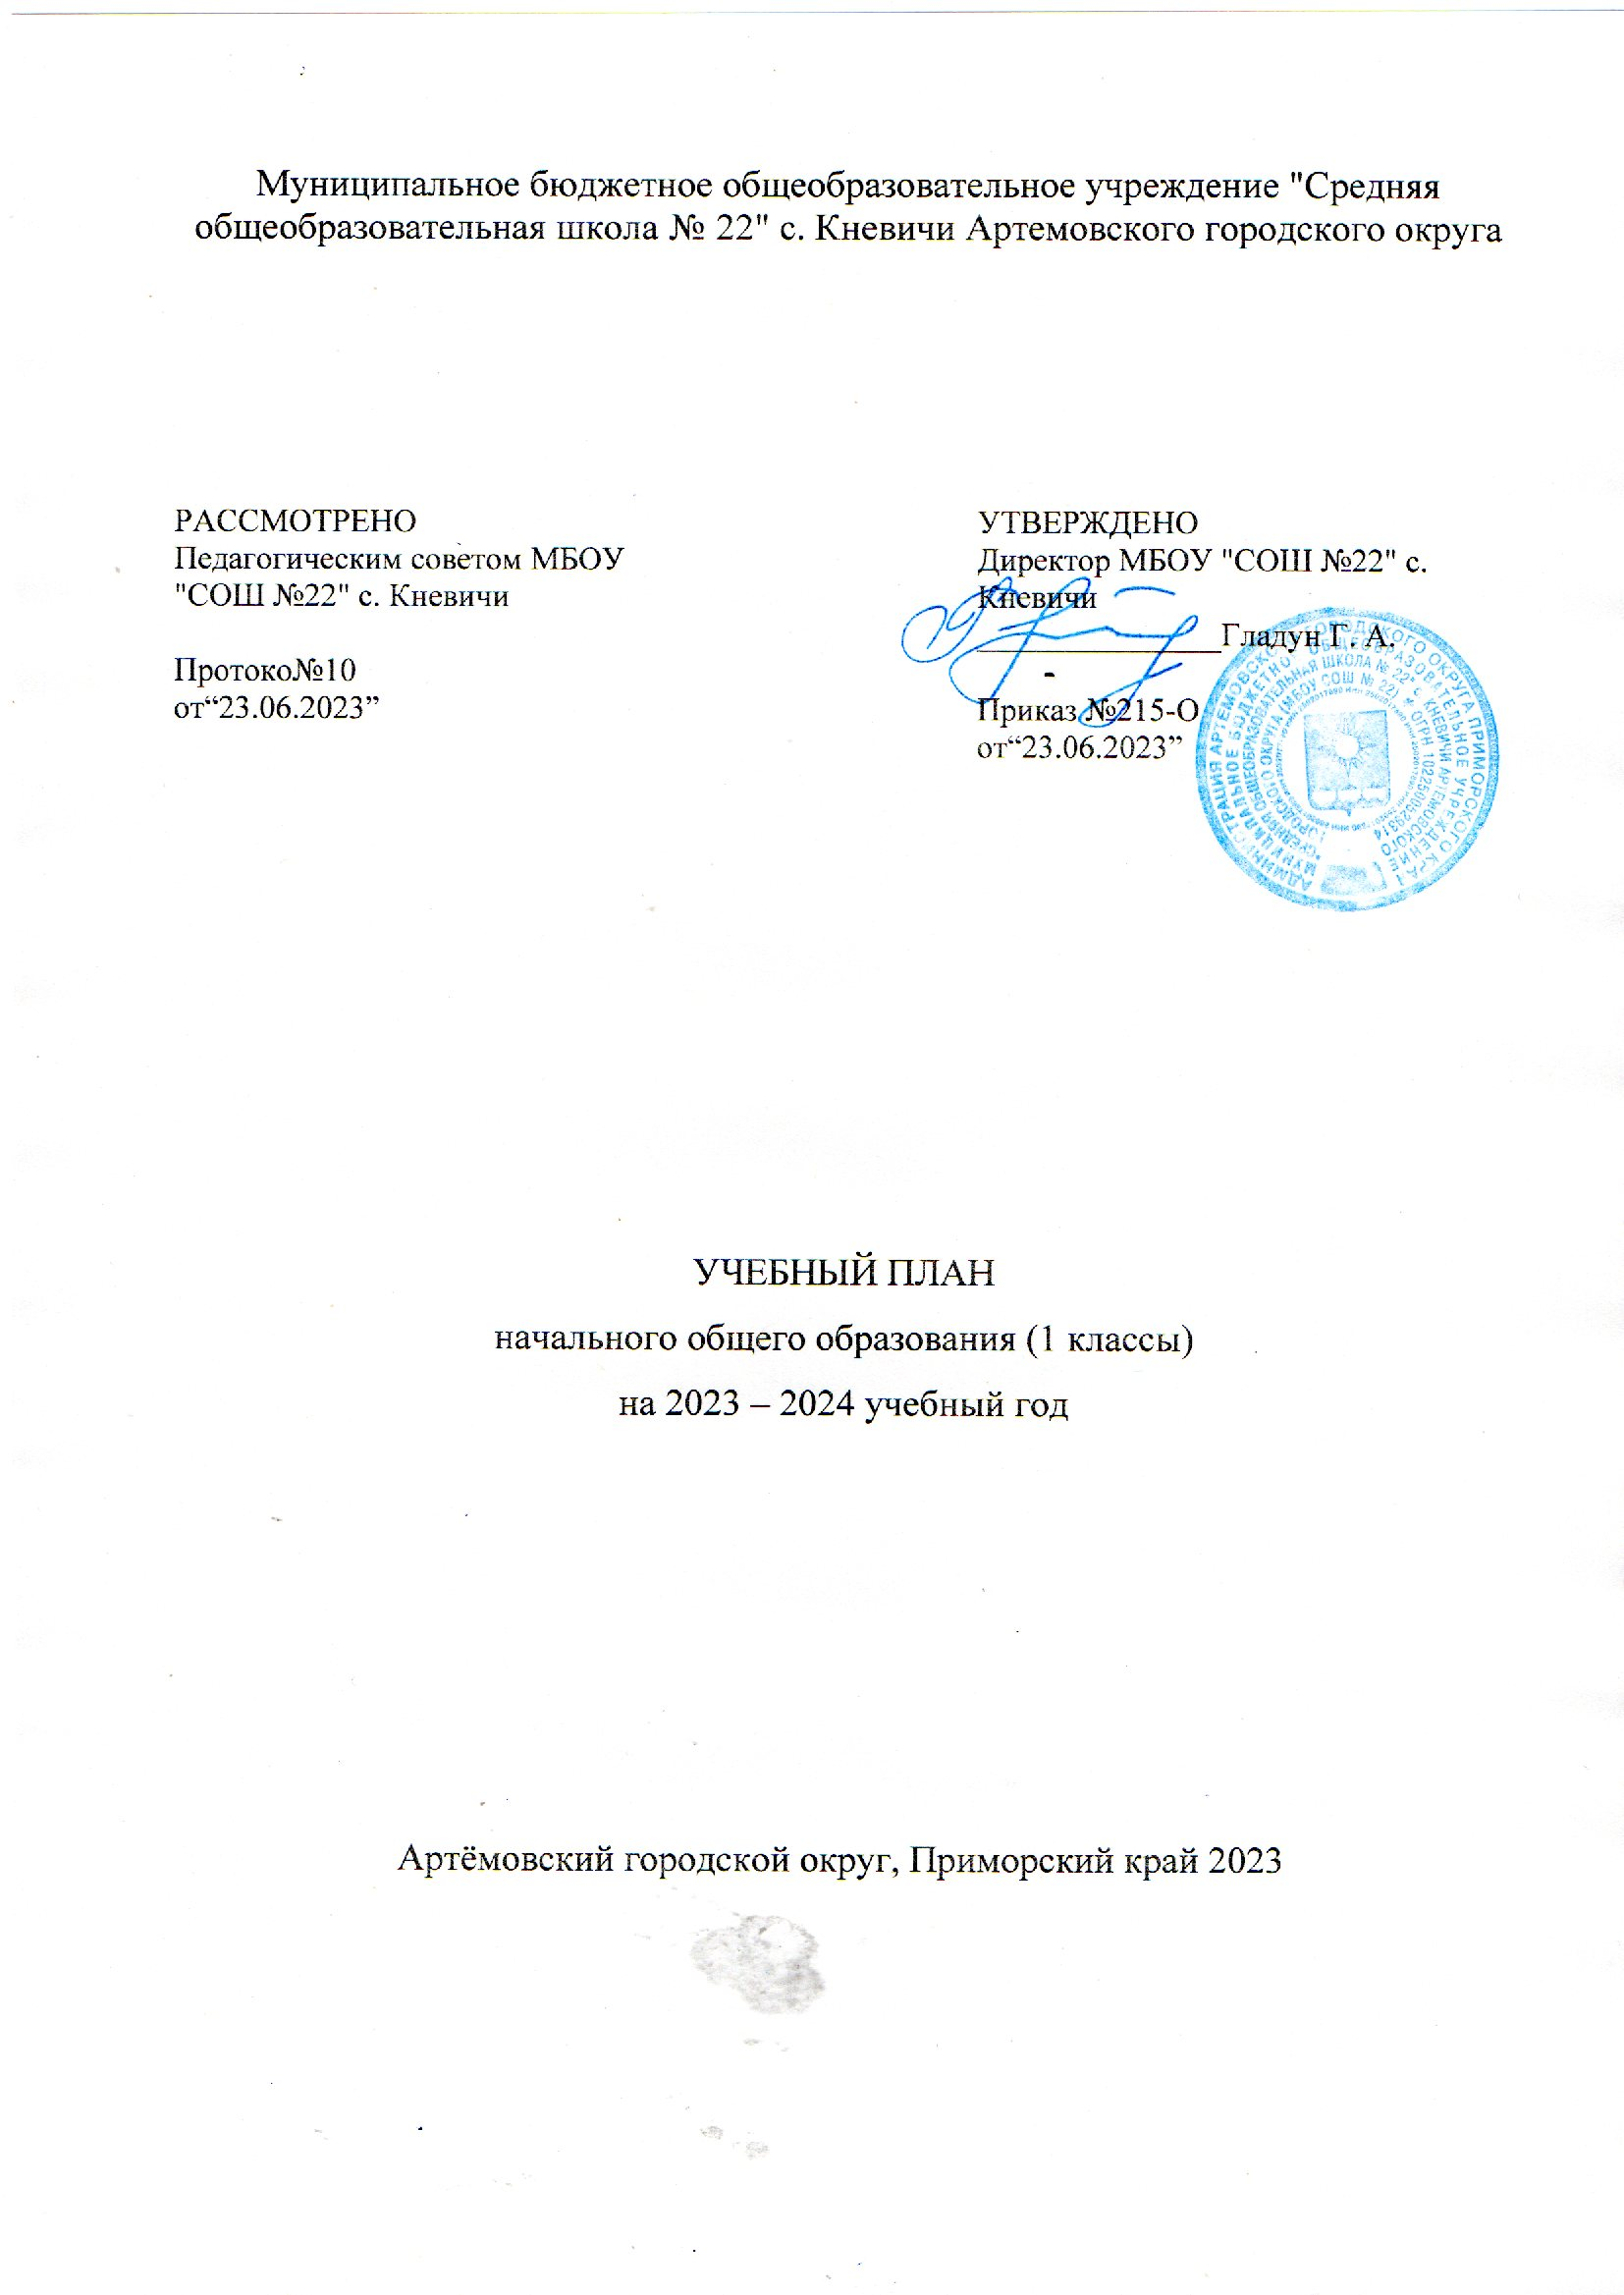 Муниципальное бюджетное общеобразовательное учреждение "Средняя
общеобразовательная школа № 22" с. Кневичи Артемовского городского округа
РАССМОТРЕНО
Педагогическим советом МБОУ
"СОШ №22" с. Кневичи
Протоко№10
от“23.06.2023”
УТВЕРЖДЕНО
Директор МБОУ "СОШ №22" с.
Кневичи
Гладун Г. А.
Приказ №215-О
от“23.06.2023”
УЧЕБНЫЙ ПЛАН
начального общего образования (1 классы)
на 2023 – 2024 учебный год
Артёмовский городской округ, Приморский край 2023